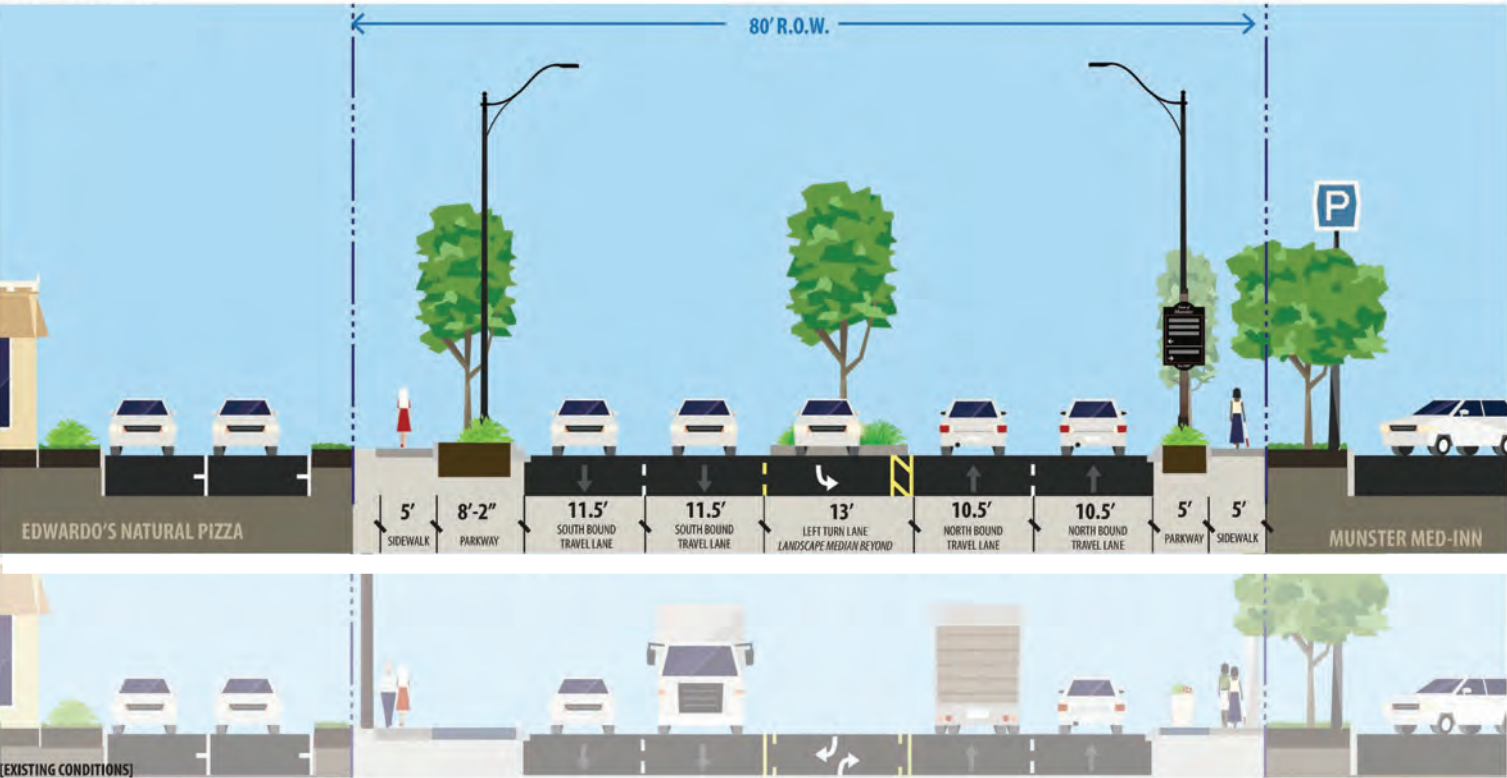 80' R.O.W.
P
5'
SIDEWALK
8'-2"
PARKWAY
11.5'
SOUTH BOUND
TRAVEL LANE
11.5'
SOUTH BOUND
TRAVEL LANE
13'
LEFT TURN LANE
LANDSCAPE MEDIAN BEYOND
10.5'
NORTH BOUND
TRAVEL LANE
10.5'
NORTH BOUND
TRAVEL LANE
5'
PARKWAY
5'
SIDEWALK
EDWARDO'S NATURAL PIZZA
MUNSTER MED-INN
[EXISTING CONDITIONS]